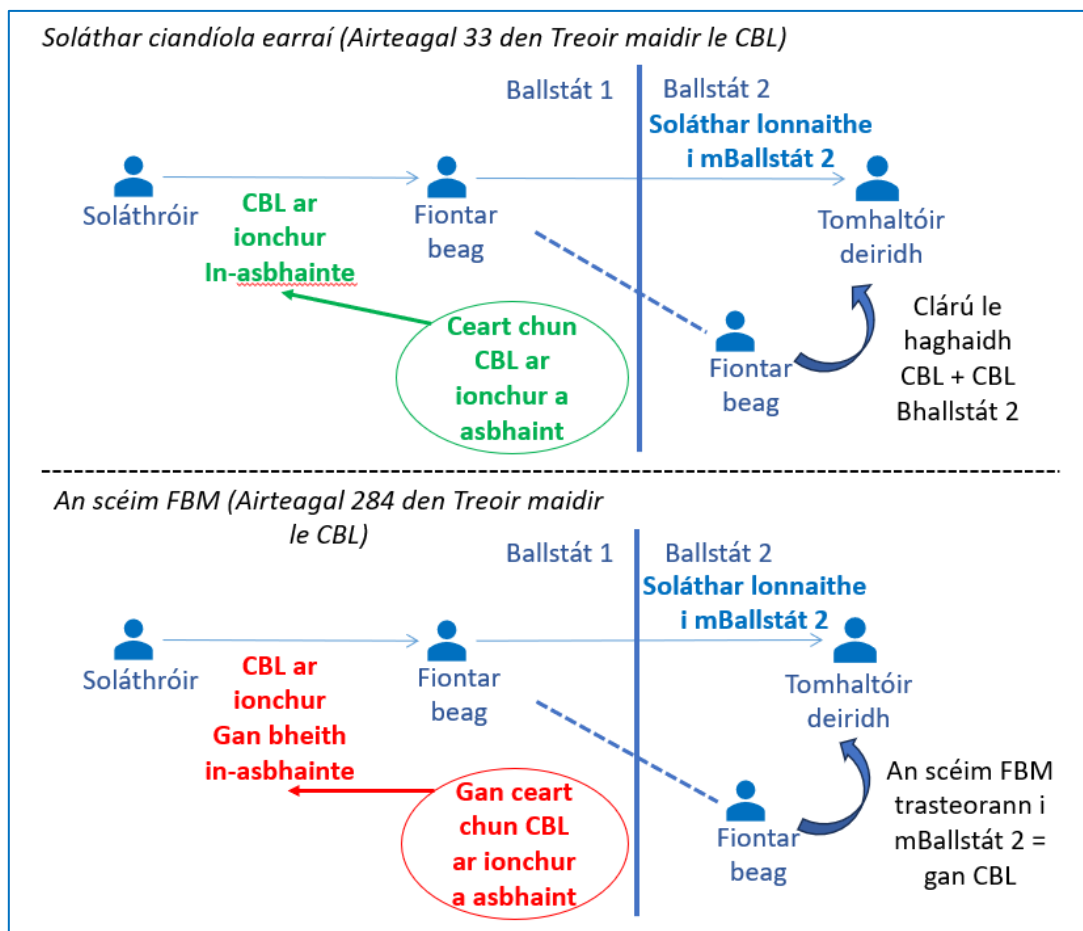 Soláthar ciandíola earraí (Airteagal 33 den Treoir maidir le CBL)
Ballstát 1
Ballstát 2
Soláthar lonnaithe
i mBallstát 2
Soláthróir
CBL ar
ionchur
In-asbhainte
Fiontar
beag
Tomhaltóir
deiridh
Ceart chun
CBL ar
ionchur a
asbhaint
Fiontar
beag
Clárú le
haghaidh
CBL + CBL
Bhallstát 2
An scéim FBM (Airteagal 284 den Treoir maidir
le CBL)
Ballstát 1
Ballstát 2
Soláthar lonnaithe
i mBallstát 2
Soláthróir
CBL ar
ionchur
Gan bheith
in-asbhainte
Fiontar
beag
Tomhaltóir
deiridh
Gan ceart
chun CBL
ar ionchur
a asbhaint
Fiontar
beag
An scéim FBM
trasteorann i
mBallstát 2 =
gan CBL